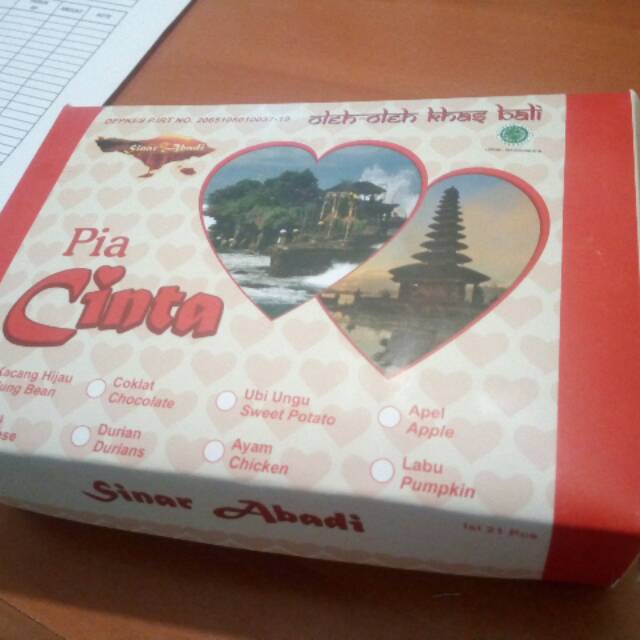 oleh-oleh khas bali
Sinar Abadi
Pia
Cinta
Kacang Hijau
Coklat
Chocolate
Ubi Ungu
Sweet Potato
Apel
Apple
Bean
Durian
Durians
Ayam
Chicken
Labu
Pumpkin
Sinar Abadi
Isi 21 Pcs